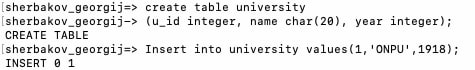 [sherbakov_georgij=> create table university
[sherbakov_georgij-> (u_id integer, name char(20), year integer);
CREATE TABLE
[sherbakov_georgij=> Insert into university values(1,'ONPU',1918);
INSERT 0 1